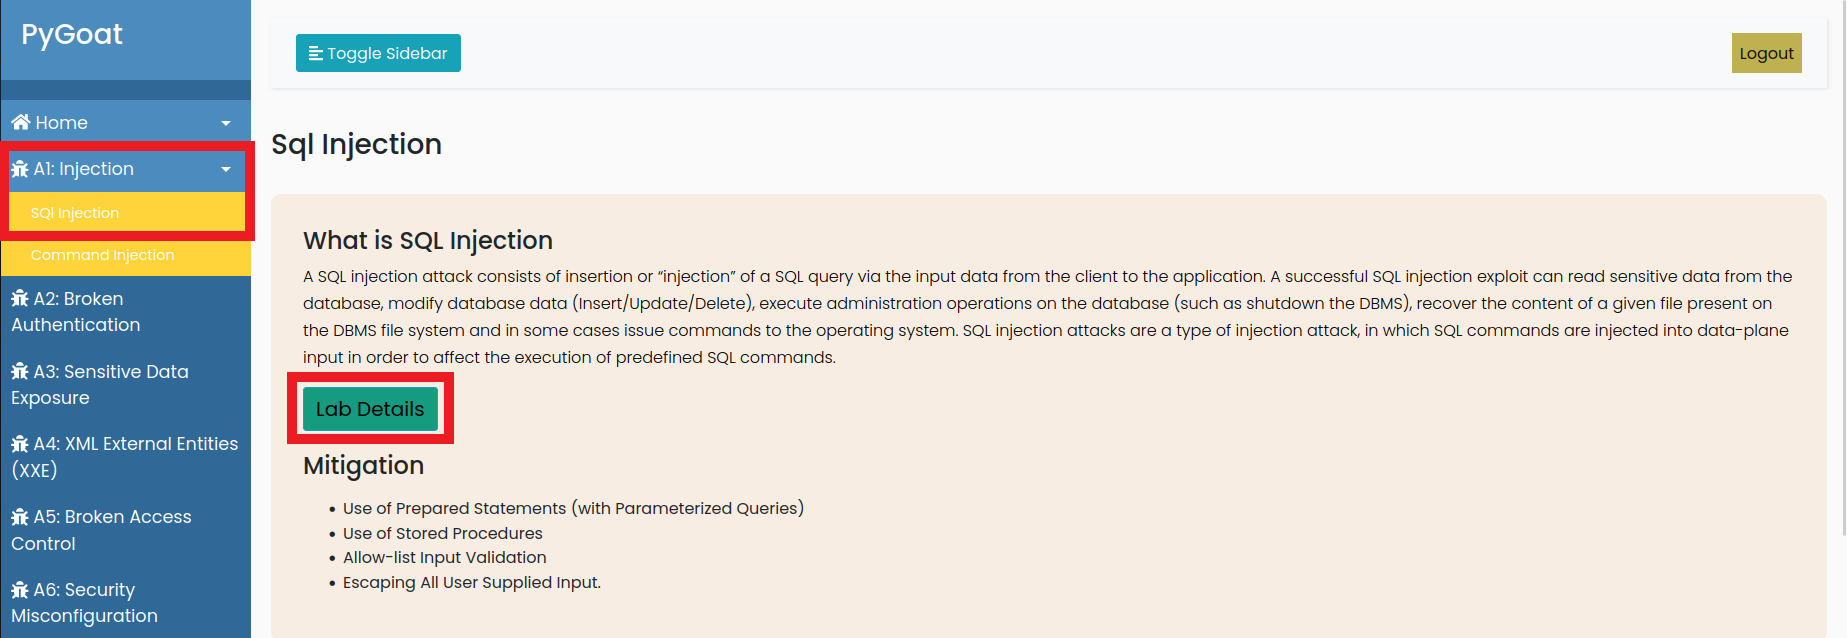 PyGoat
Toggle Sidebar
Logout
Home
A1: Injection
SQl Injection
Command Injection
A2: Broken
Authentication
A3: Sensitive Data
Exposure
A4: XML External Entities
(XXE)
A5: Broken Access
Control
A6: Security
Misconfiguration
Sql Injection
What is SQL Injection
A SQL injection attack consists of insertion or “injection” of a SQL query via the input data from the client to the application. A successful SQL injection exploit can read sensitive data from the
database, modify database data (Insert/Update/Delete), execute administration operations on the database (such as shutdown the DBMS), recover the content of a given file present on
the DBMS file system and in some cases issue commands to the operating system. SQL injection attacks are a type of injection attack, in which SQL commands are injected into data-plane
input in order to affect the execution of predefined SQL commands.
Lab Details
Mitigation
• Use of Prepared Statements (with Parameterized Queries)
• Use of Stored Procedures
• Allow-list Input Validation
• Escaping All User Supplied Input.